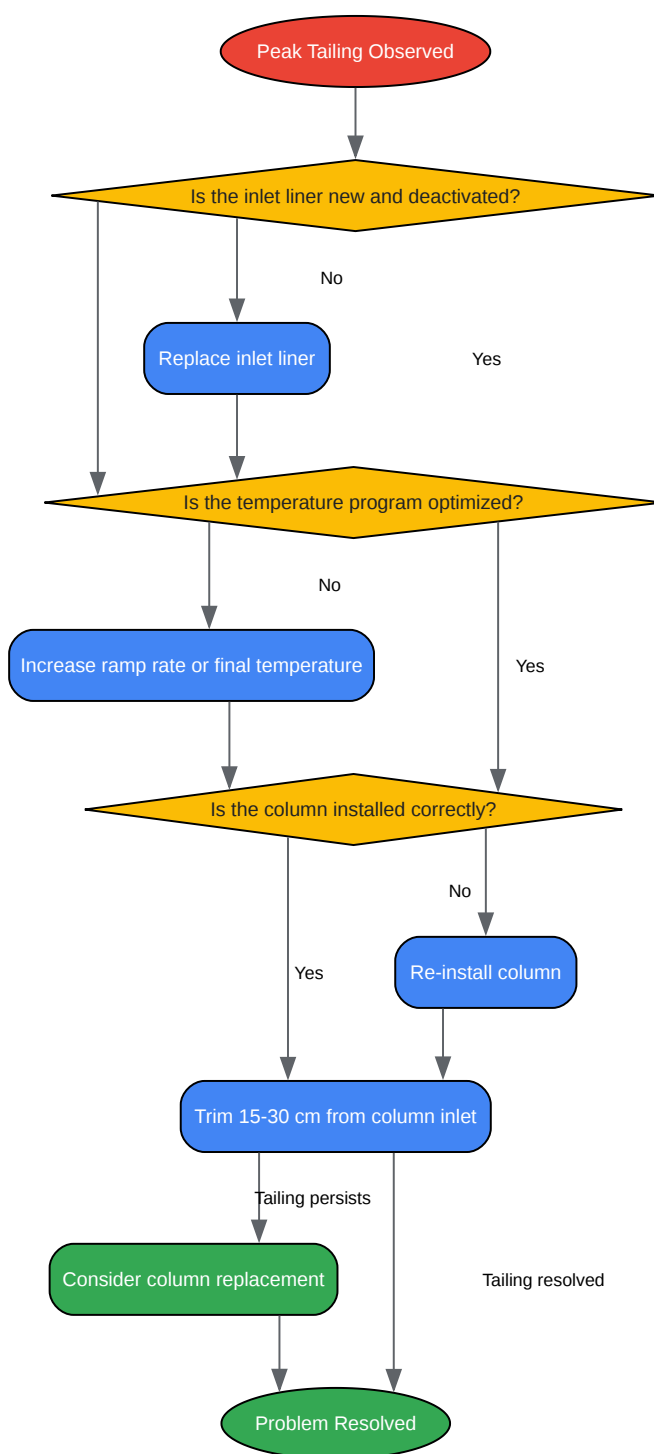 Peak Tailing Observed
Is the inlet liner new and deactivated?
No
Replace inlet liner
Yes
Is the temperature program optimized?
No
Increase ramp rate or final temperature
Yes
Is the column installed correctly?
No
Yes
Re-install column
Trim 15-30 cm from column inlet
Tailing persists
Consider column replacement
Tailing resolved
Problem Resolved